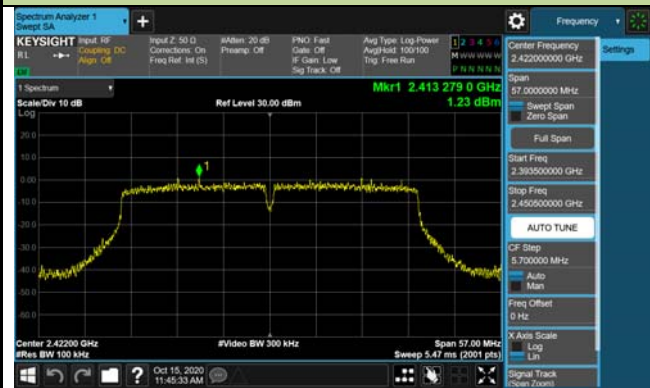 Spectrum Analyzer 1
Swept SA
Frequency
KEYSIGHT
RL
Input: RF
Coupling: DC
Align: Off
Input Z: 50 Ω
Corrections: On
Freq Ref: Int (S)
#Atten: 20 dB
Preamp: Off
PNO: Fast
Gate: Off
IF Gain: Low
Sig Track: Off
Avg Type: Log-Power
Avg|Hold: 100/100
Trig: Free Run
1 2 3 4 5 6
M W W W W W
P N N N N N
1 Spectrum
Scale/Div 10 dB
Ref Level 30.00 dBm
Mkr1 2.413 279 0 GHz
1.23 dBm
Log
20.0
10.0
0.00
-10.0
-20.0
-30.0
-40.0
-50.0
-60.0
1
Center 2.42200 GHz
#Res BW 100 kHz
#Video BW 300 kHz
Span 57.00 MHz
Sweep 5.47 ms (2001 pts)
Oct 15, 2020
11:45:33 AM
Center Frequency
2.422000000 GHz
Settings
Span
57.0000000 MHz
Swept Span
Zero Span
Full Span
Start Freq
2.393500000 GHz
Stop Freq
2.450500000 GHz
AUTO TUNE
CF Step
5.700000 MHz
Auto
Man
Freq Offset
0 Hz
X Axis Scale
Log
Lin
Signal Track
(Span Zoom)